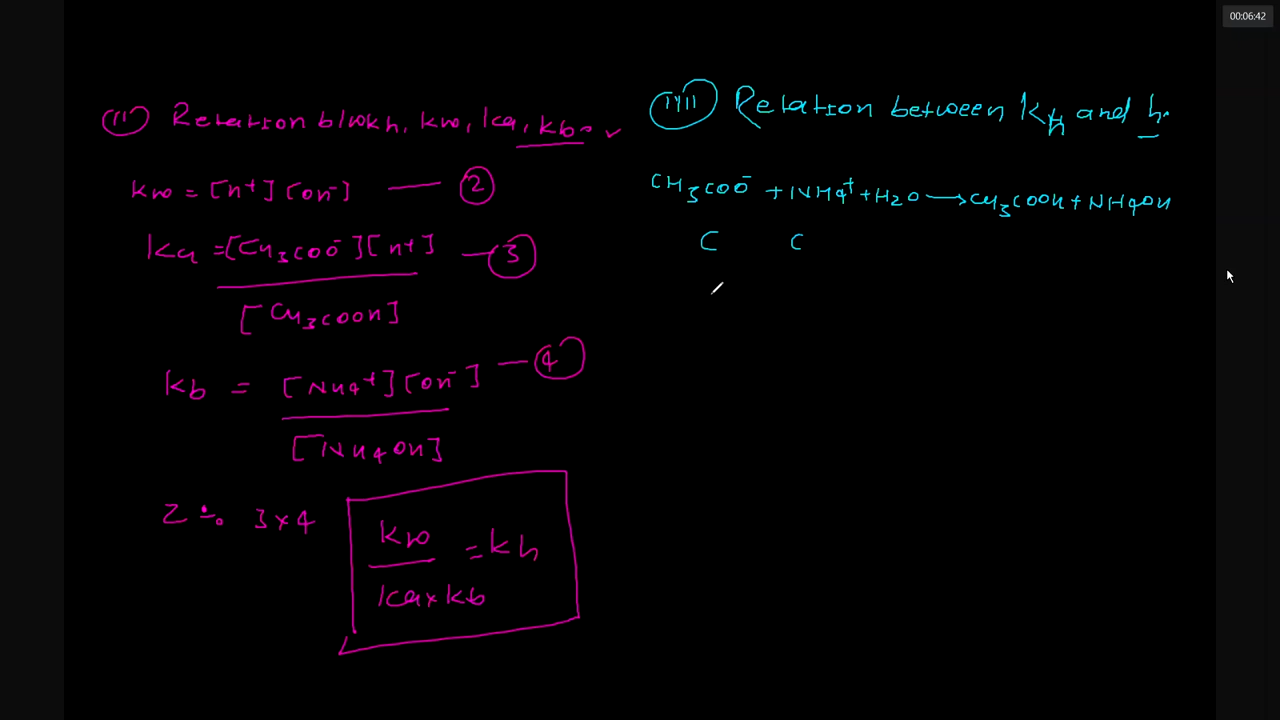 00:06:42
(ii) Relation b/w kh, kw, ka, kb
kw = [H+] [OH-] — (2)
Ka = [CH3COO-] [H+] — (3)
[CH3COOH]
kb = [NH4+] [OH-] — (4)
[NH4OH]
2 ÷ 3 x 4
kw
= kh
ka x kb
(iii) Relation between Kh and h.
CH3COO- + NH4+ + H2O → CH3COOH + NH4OH
C C